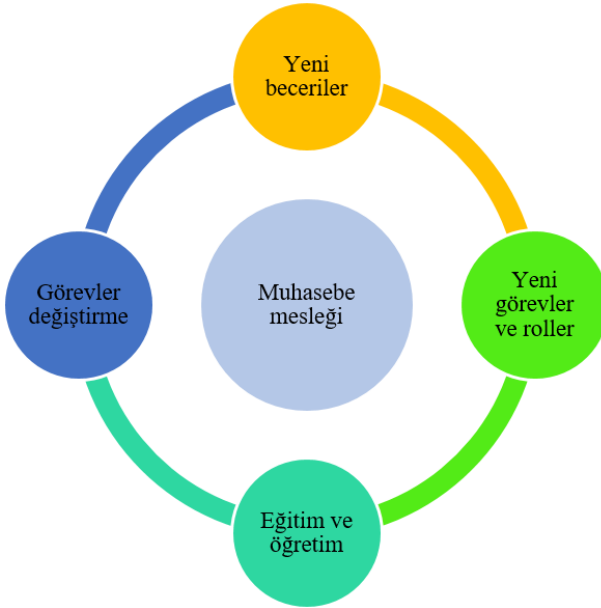 Yeni
beceriler
Yeni
görevler
ve roller
Eğitim ve
öğretim
Görevler
değiştirme
Muhasebe
mesleği